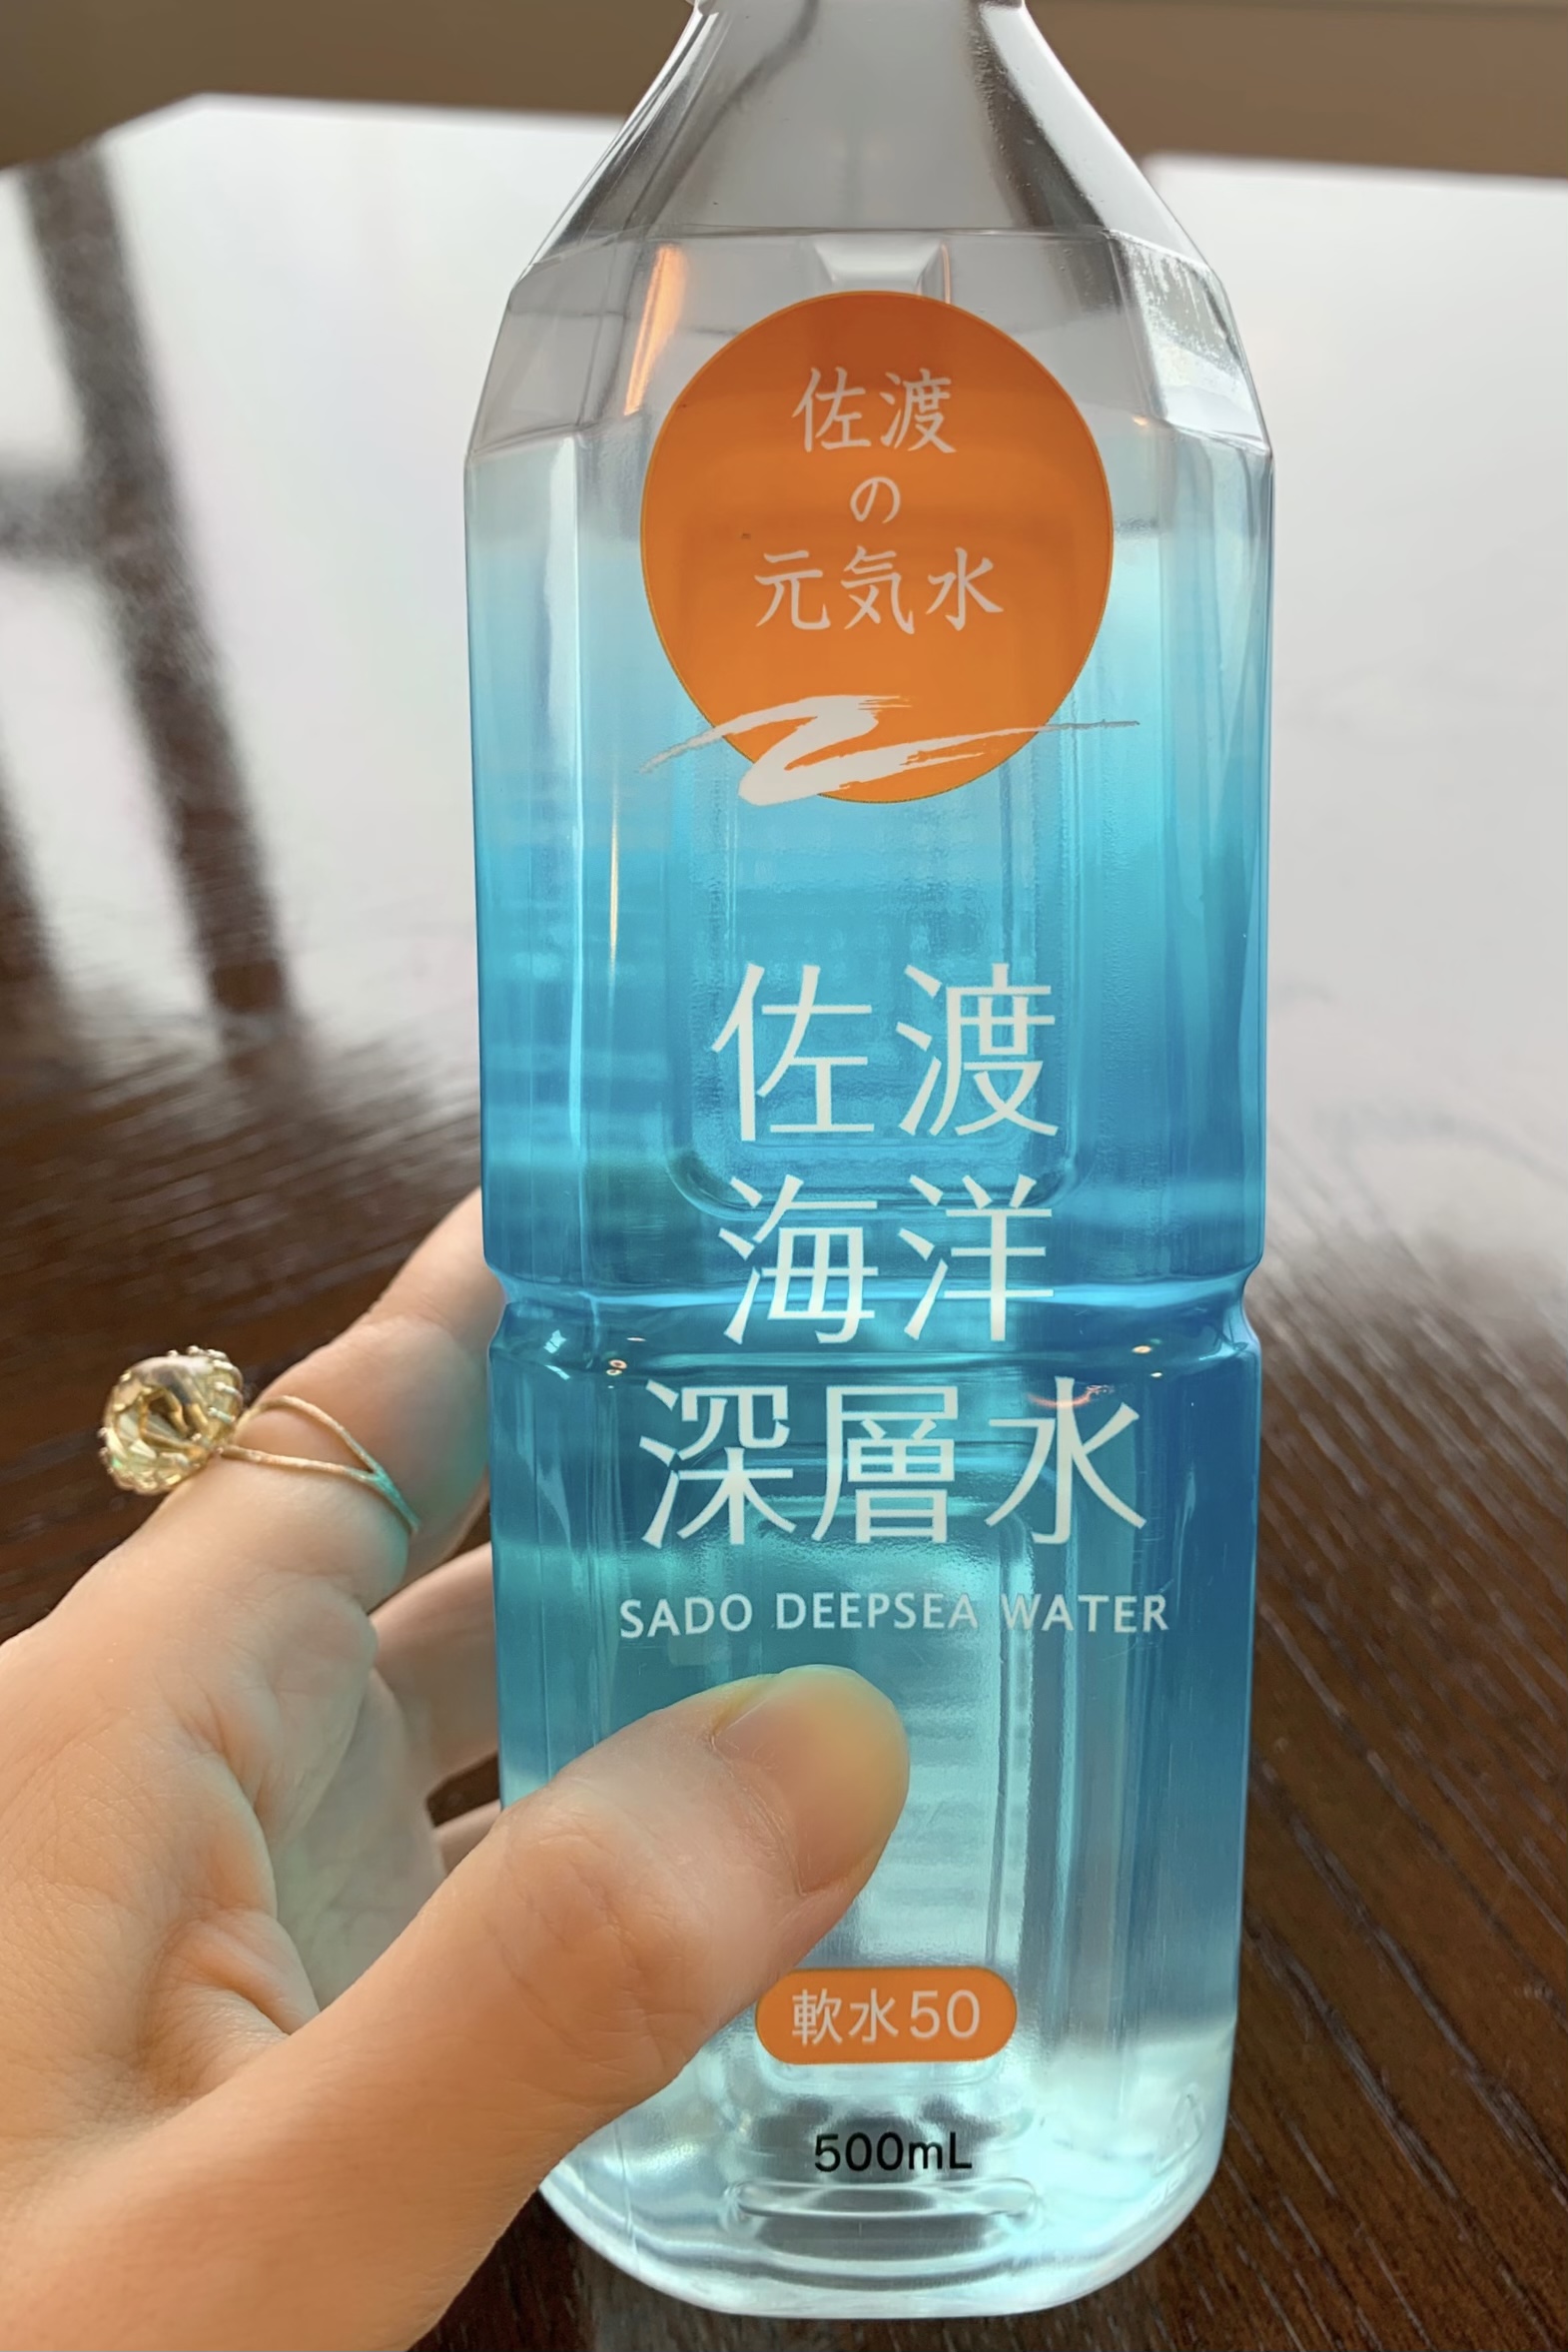 佐渡
の
元気水
佐渡
海洋
深層水
SADO DEEPSEA WATER
軟水50
500mL